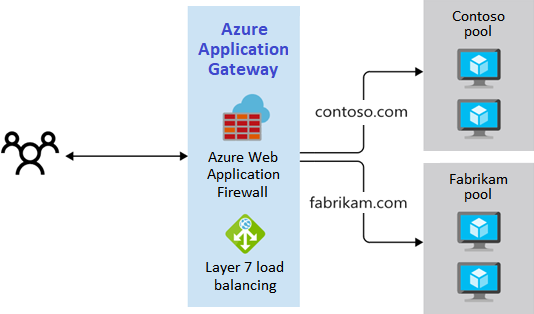 Azure
Application
Gateway
Azure Web
Application
Firewall
Layer 7 load
balancing
contoso.com
fabrikam.com
Contoso
pool
Fabrikam
pool